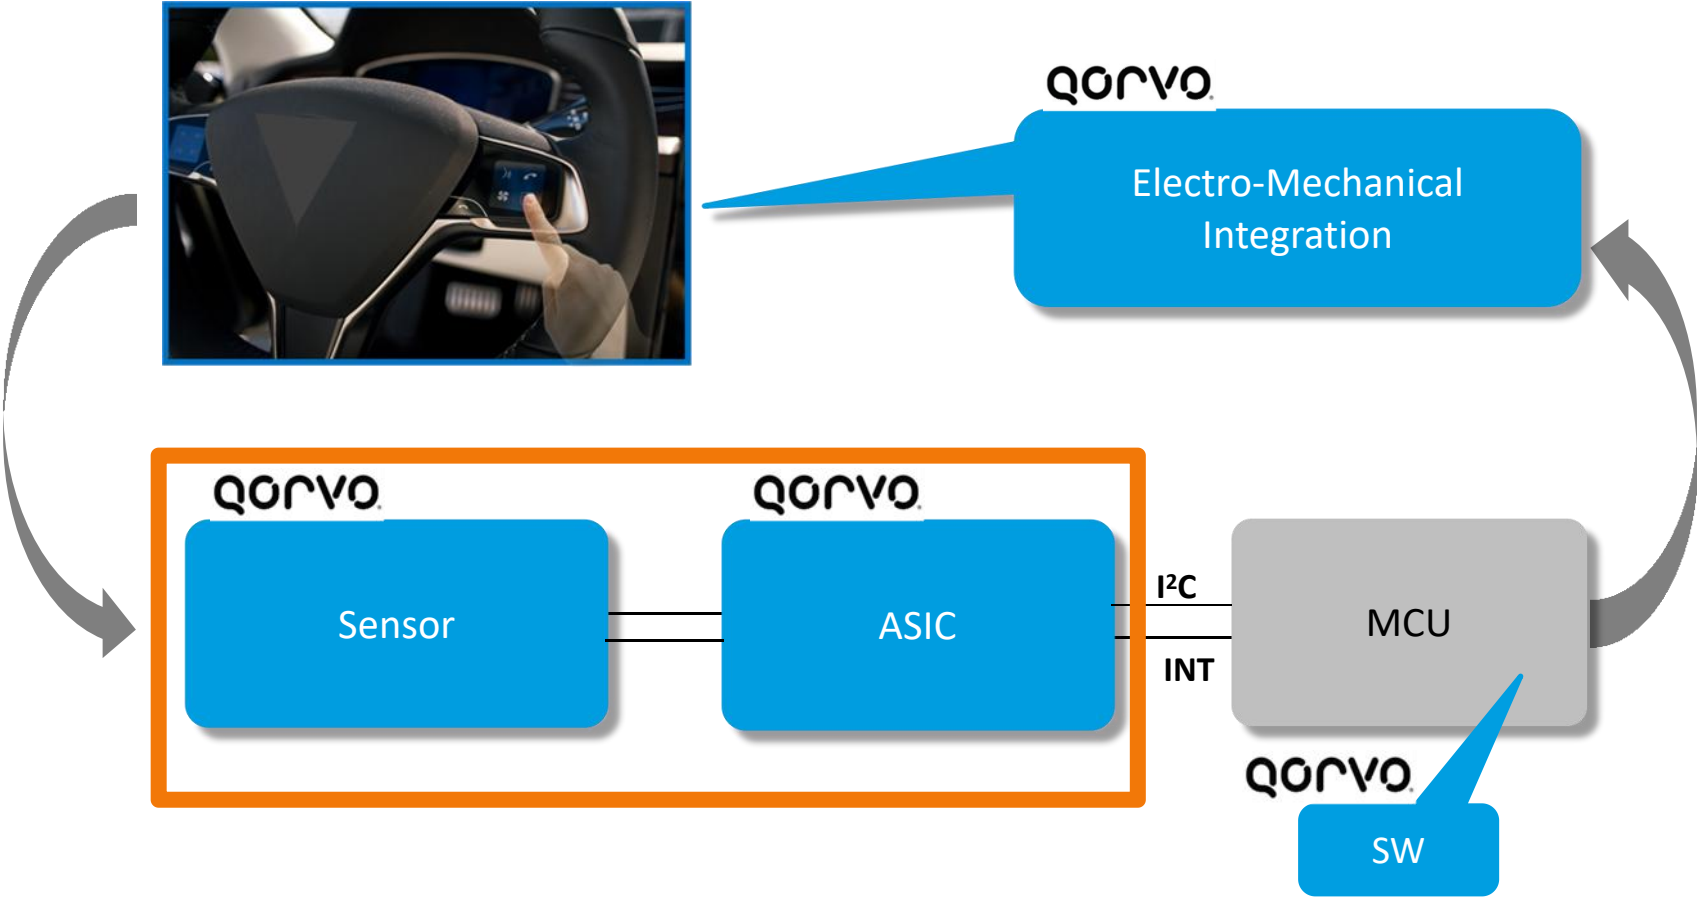 QORVO
Electro-Mechanical
Integration
QORVO
QORVO
Sensor
ASIC
I²C
INT
MCU
QORVO
SW